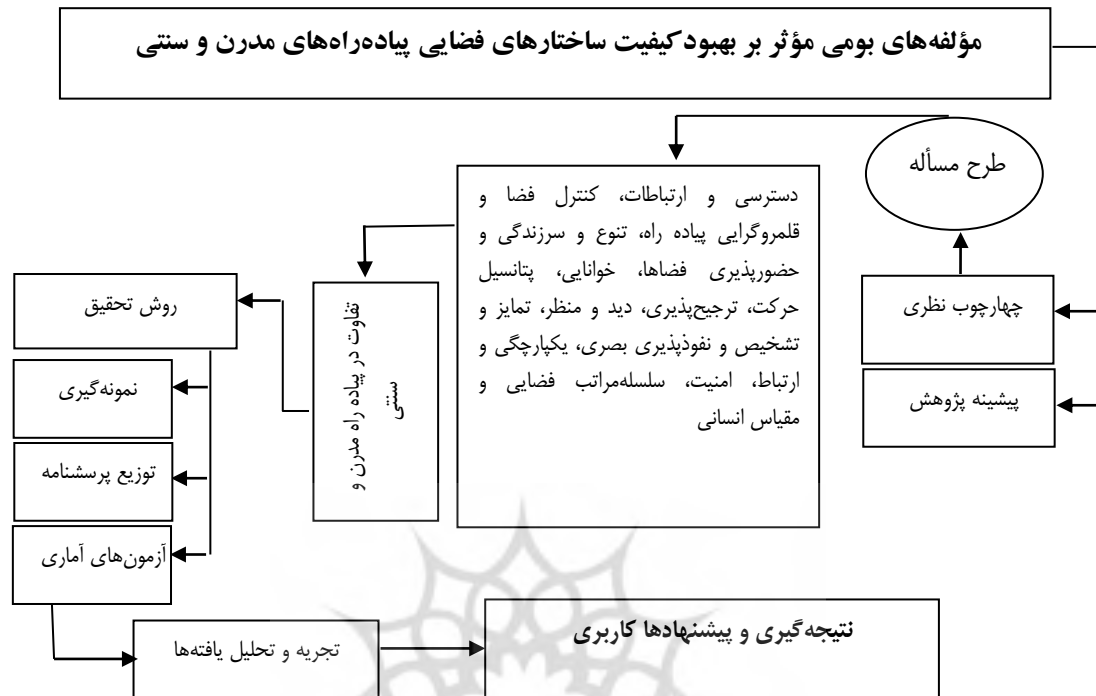 مؤلفه‌های بومی مؤثر بر بهبود کیفیت ساختارهای فضایی پیاده‌راه‌های مدرن و سنتی
طرح مسأله
چهارچوب نظری
پیشینه پژوهش
دسترسی و ارتباطات، کنترل فضا و
قلمروگرایی پیاده راه، تنوع و سرزندگی و
حضورپذیری فضاها، خوانایی، پتانسیل
حرکت، ترجیح‌پذیری، دید و منظر، تمایز و
تشخیص و نفوذپذیری بصری، یکپارچگی و
ارتباط، امنیت، سلسله‌مراتب فضایی و
مقیاس انسانی
تفاوت در پیاده راه مدرن و
سنتی
روش تحقیق
نمونه‌گیری
توزیع پرسشنامه
آزمون‌های آماری
تجریه و تحلیل یافته‌ها
نتیجه‌گیری و پیشنهادها کاربری